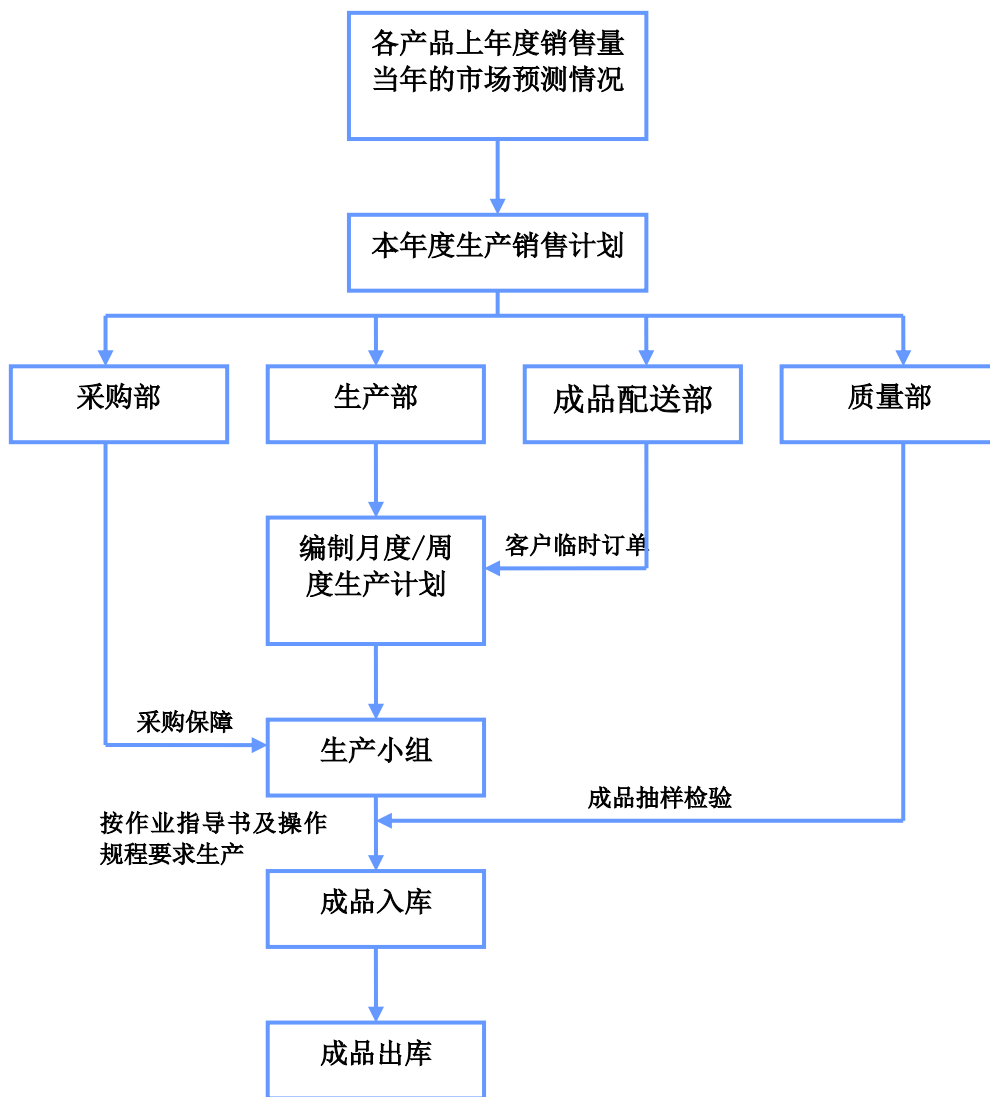 各产品上年度销售量
当年的市场预测情况
本年度生产销售计划
采购部
生产部
成品配送部
质量部
编制月度/周
度生产计划
客户临时订单
采购保障
生产小组
成品抽样检验
按作业指导书及操作
规程要求生产
成品入库
成品出库